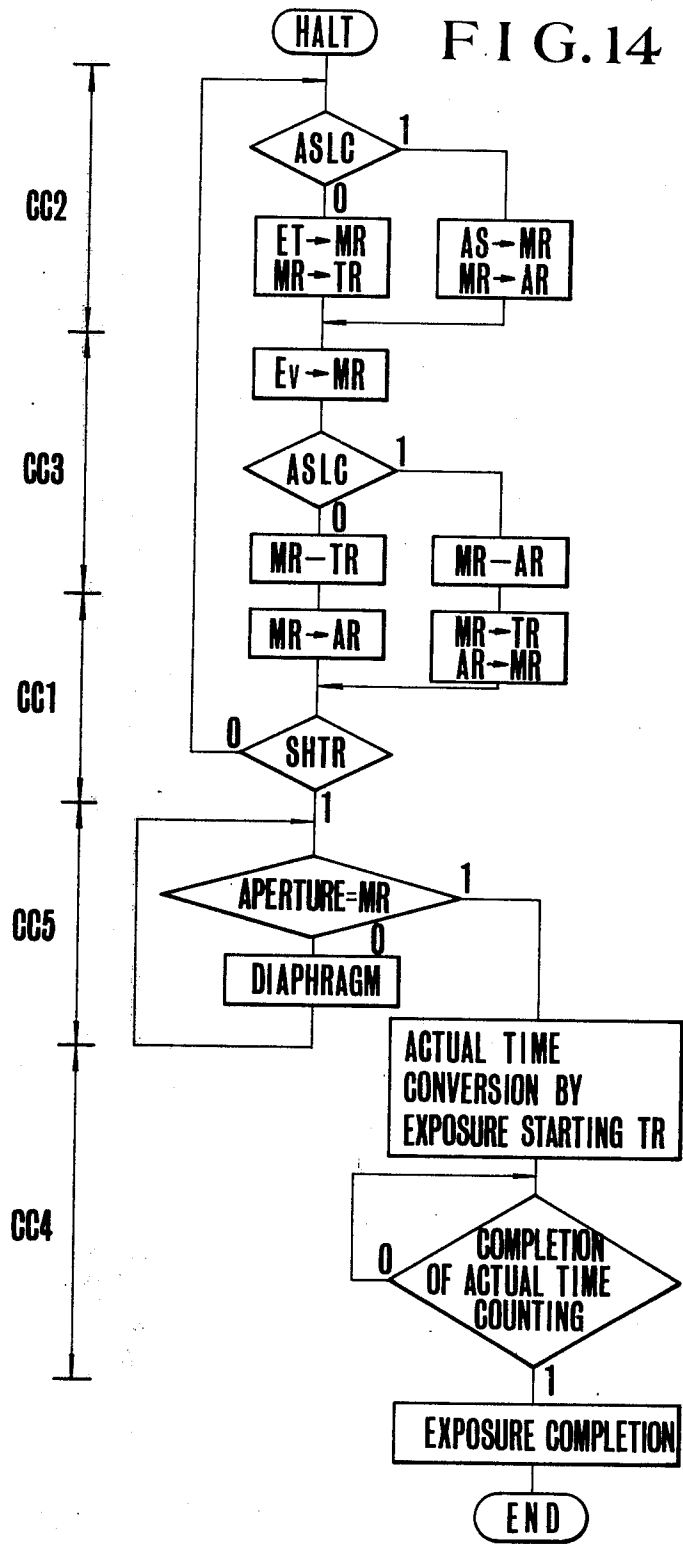 HALT
FIG.14
ASLC
1
0
CC2
ET→MR
MR→TR
AS→MR
MR→AR
Ev→MR
CC3
ASLC
1
0
MR−TR
MR−AR
CC1
MR→AR
MR→TR
AR→MR
0
SHTR
1
CC5
APERTURE=MR
1
0
DIAPHRAGM
ACTUAL TIME
CONVERSION BY
EXPOSURE STARTING TR
CC4
0
COMPLETION
OF ACTUAL TIME
COUNTING
1
EXPOSURE COMPLETION
END